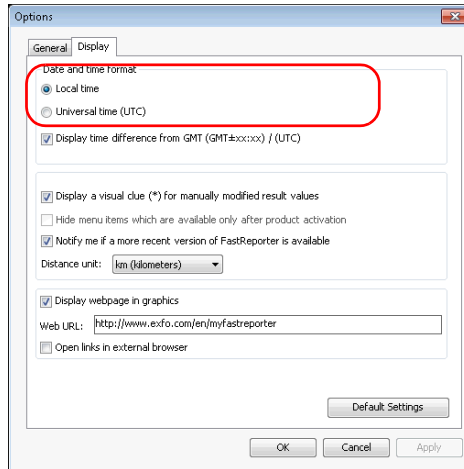 Options
General Display
Date and time format
Local time
Universal time (UTC)
Display time difference from GMT (GMT±xx:xx) / (UTC)
Display a visual clue (*) for manually modified result values
Hide menu items which are available only after product activation
Notify me if a more recent version of FastReporter is available
Distance unit: km (kilometers)
Display webpage in graphics
Web URL: http://www.exfo.com/en/myfastreporter
Open links in external browser
Default Settings
OK Cancel Apply